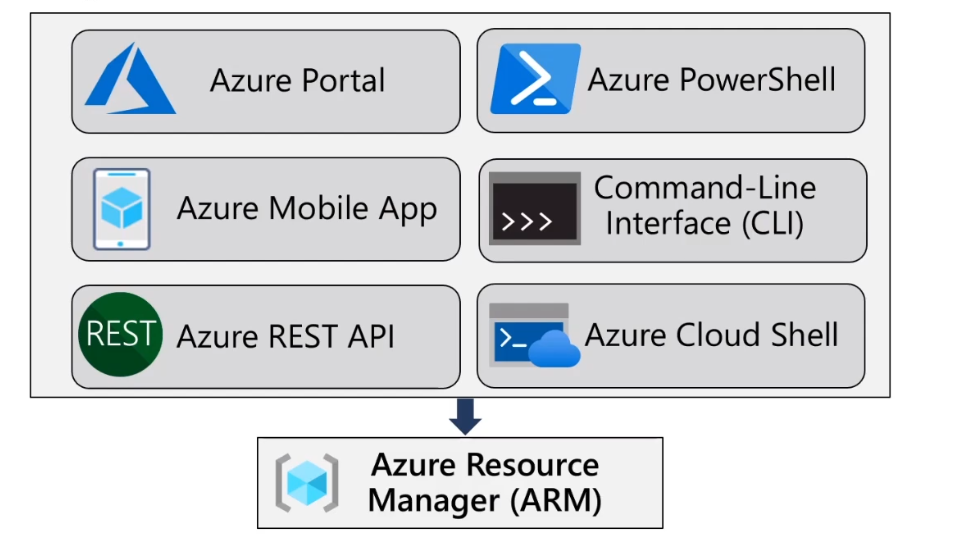 Azure Portal
Azure PowerShell
Azure Mobile App
>>>
Command-Line
Interface (CLI)
REST
Azure REST API
>_
Azure Cloud Shell
Azure Resource
Manager (ARM)